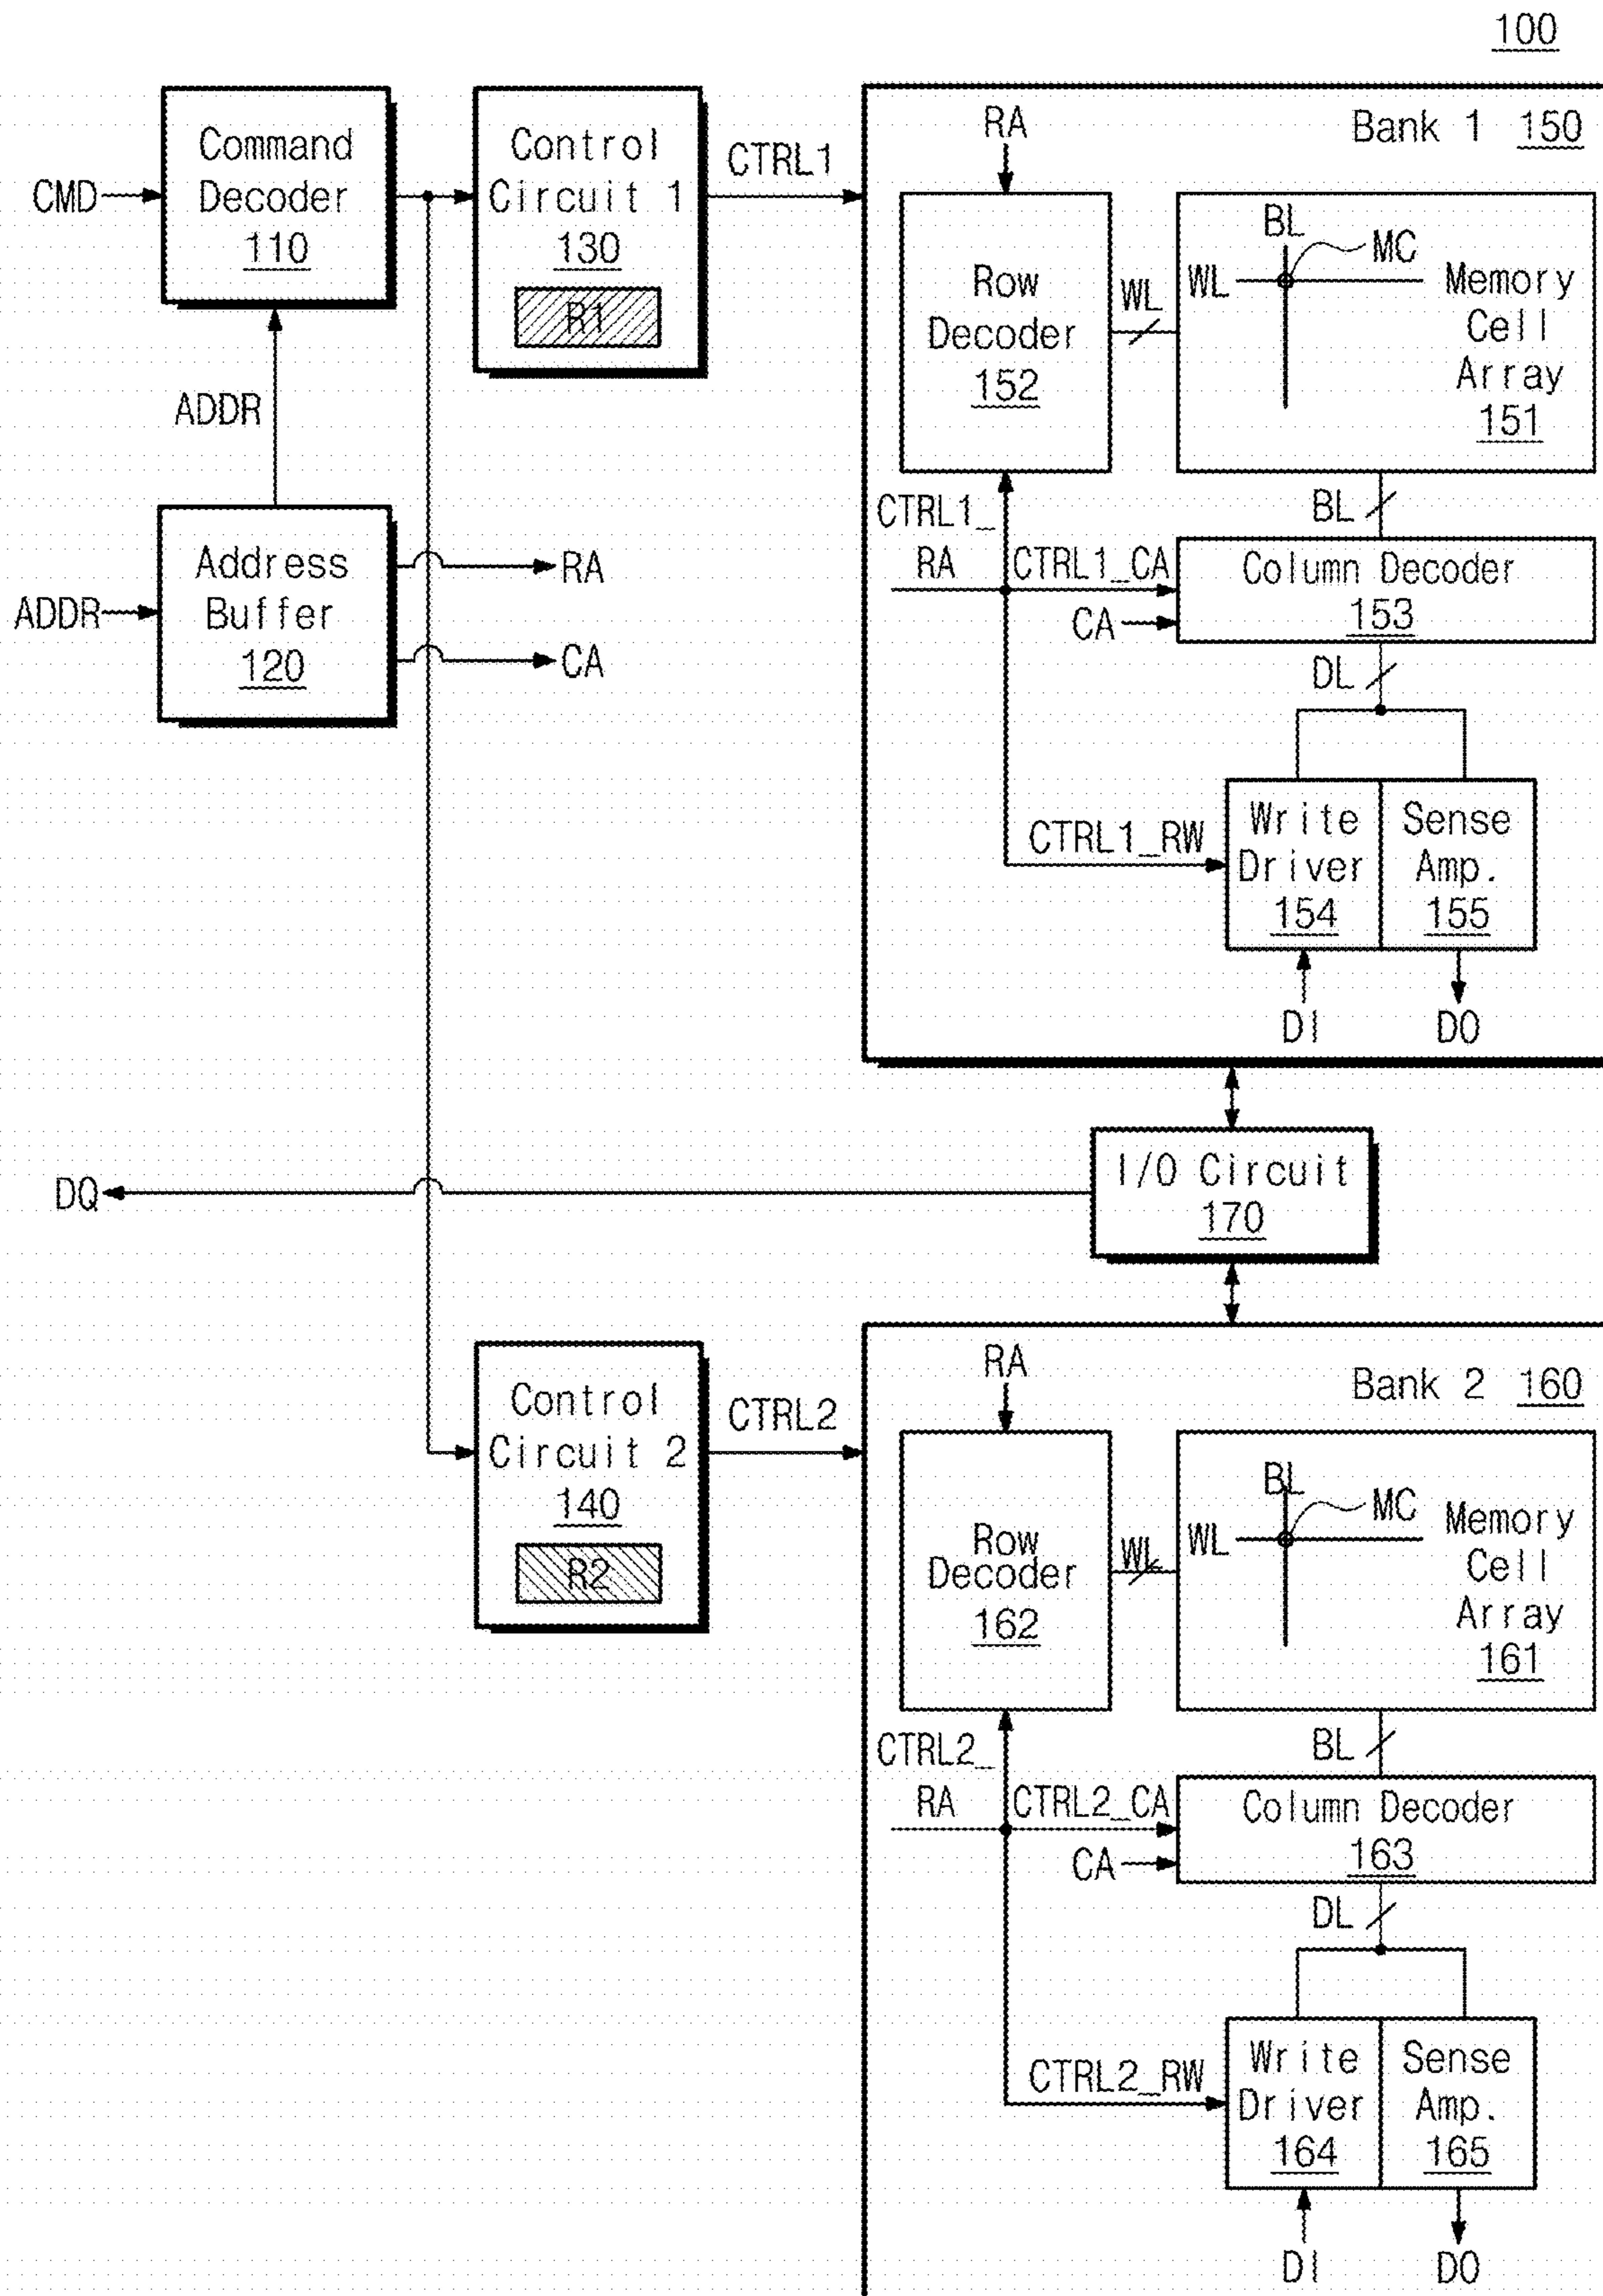 100
Command
Decoder
110
CMD
Control
Circuit 1
130
R1
CTRL1
Bank 1 150
RA
Row
Decoder
152
WL
BL
WL
MC
Memory
Cell
Array
151
ADDR
Address
Buffer
120
ADDR
RA
CA
CTRL1_
RA
CTRL1_CA
CA
BL
Column Decoder
153
DL
CTRL1_RW
Write
Driver
154
Sense
Amp.
155
DI
DO
I/O Circuit
170
DQ
Control
Circuit 2
140
R2
CTRL2
Bank 2 160
RA
Row
Decoder
162
WL
BL
WL
MC
Memory
Cell
Array
161
CTRL2_
RA
CTRL2_CA
CA
BL
Column Decoder
163
DL
CTRL2_RW
Write
Driver
164
Sense
Amp.
165
DI
DO